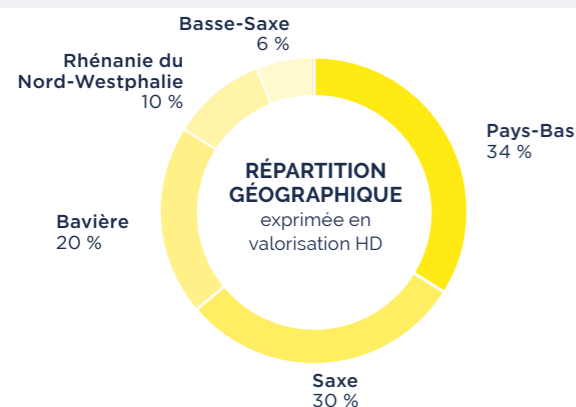 Basse-Saxe
6 %
Rhénanie du
Nord-Westphalie
10 %
Pays-Bas
34 %
RÉPARTITION
GÉOGRAPHIQUE
exprimée en
valorisation HD
Bavière
20 %
Saxe
30 %